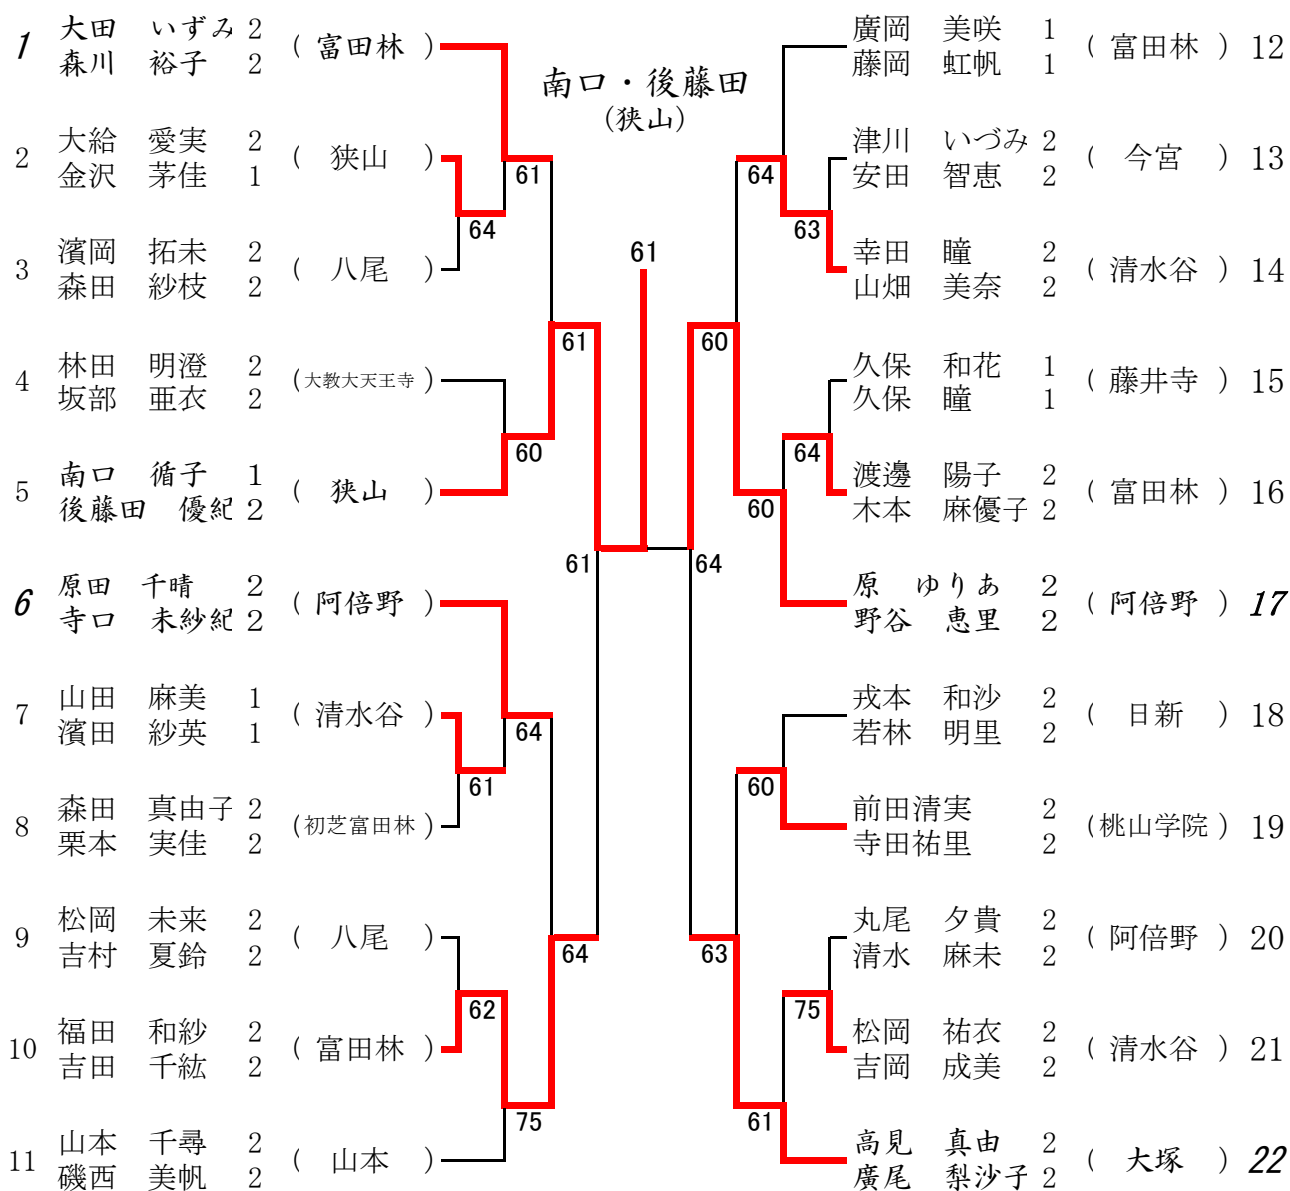 南口・後藤田
(狭山)
1 大田 いずみ 2
森川 裕子 2
( 富田林 )
2 大給 愛実 2
金沢 茅佳 1
( 狭山 )
3 濱岡 拓未 2
森田 紗枝 2
( 八尾 )
4 林田 明澄 2
坂部 亜衣 2
(大教大天王寺)
5 南口 循子 1
後藤田 優紀 2
( 狭山 )
6 原田 千晴 2
寺口 未紗紀 2
( 阿倍野 )
7 山田 麻美 1
濱田 紗英 1
( 清水谷 )
8 森田 真由子 2
栗本 実佳 2
(初芝富田林)
9 松岡 未来 2
吉村 夏鈴 2
( 八尾 )
10 福田 和紗 2
吉田 千紘 2
( 富田林 )
11 山本 千尋 2
磯西 美帆 2
( 山本 )
61
64
61
60
61
64
61
64
62
75
61
61
64
63
60
64
60
64
60
63
75
61
廣岡 美咲 1
藤岡 虹帆 1
( 富田林 ) 12
津川 いづみ 2
安田 智恵 2
( 今宮 ) 13
幸田 瞳 2
山畑 美奈 2
( 清水谷 ) 14
久保 和花 1
久保 瞳 1
( 藤井寺 ) 15
渡邊 陽子 2
木本 麻優子 2
( 富田林 ) 16
原 ゆりあ 2
野谷 恵里 2
( 阿倍野 ) 17
戎本 和沙 2
若林 明里 2
( 日新 ) 18
前田清実 2
寺田祐里 2
(桃山学院) 19
丸尾 夕貴 2
清水 麻未 2
( 阿倍野 ) 20
松岡 祐衣 2
吉岡 成美 2
( 清水谷 ) 21
高見 真由 2
廣尾 梨沙子 2
( 大塚 ) 22